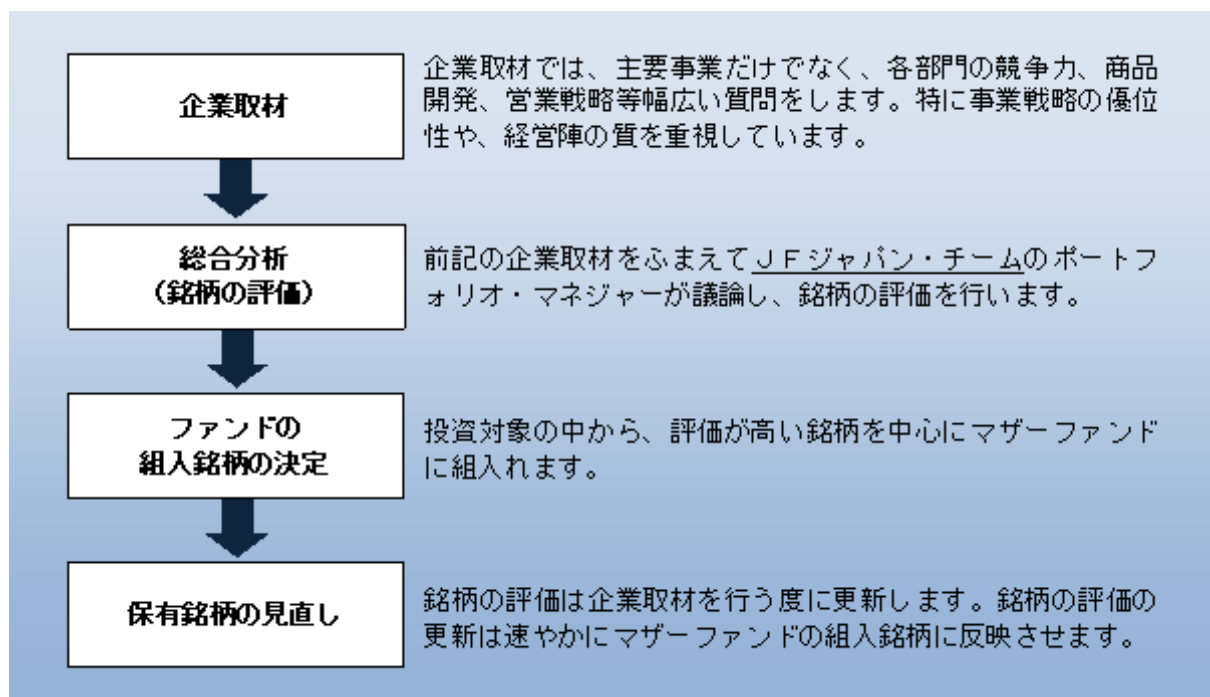 企業取材
企業取材では、主要事業だけでなく、各部門の競争力、商品
開発、営業戦略等幅広い質問をします。特に事業戦略の優位
性や、経営陣の質を重視しています。
総合分析
（銘柄の評価）
前記の企業取材をふまえてＪＦジャパン・チームのポートフ
ォリオ・マネジャーが議論し、銘柄の評価を行います。
ファンドの
組入銘柄の決定
投資対象の中から、評価が高い銘柄を中心にマザーファンド
に組入れます。
保有銘柄の見直し
銘柄の評価は企業取材を行う度に更新します。銘柄の評価の
更新は速やかにマザーファンドの組入銘柄に反映させます。